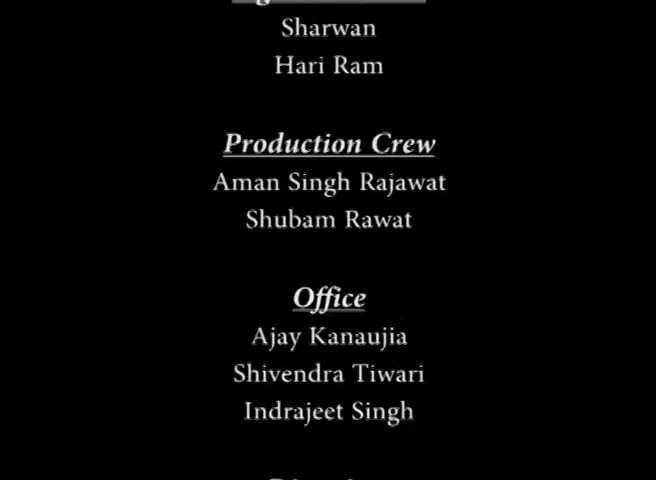 Sharwan
Hari Ram
Production Crew
Aman Singh Rajawat
Shubam Rawat
Office
Ajay Kanaujia
Shivendra Tiwari
Indrajeet Singh